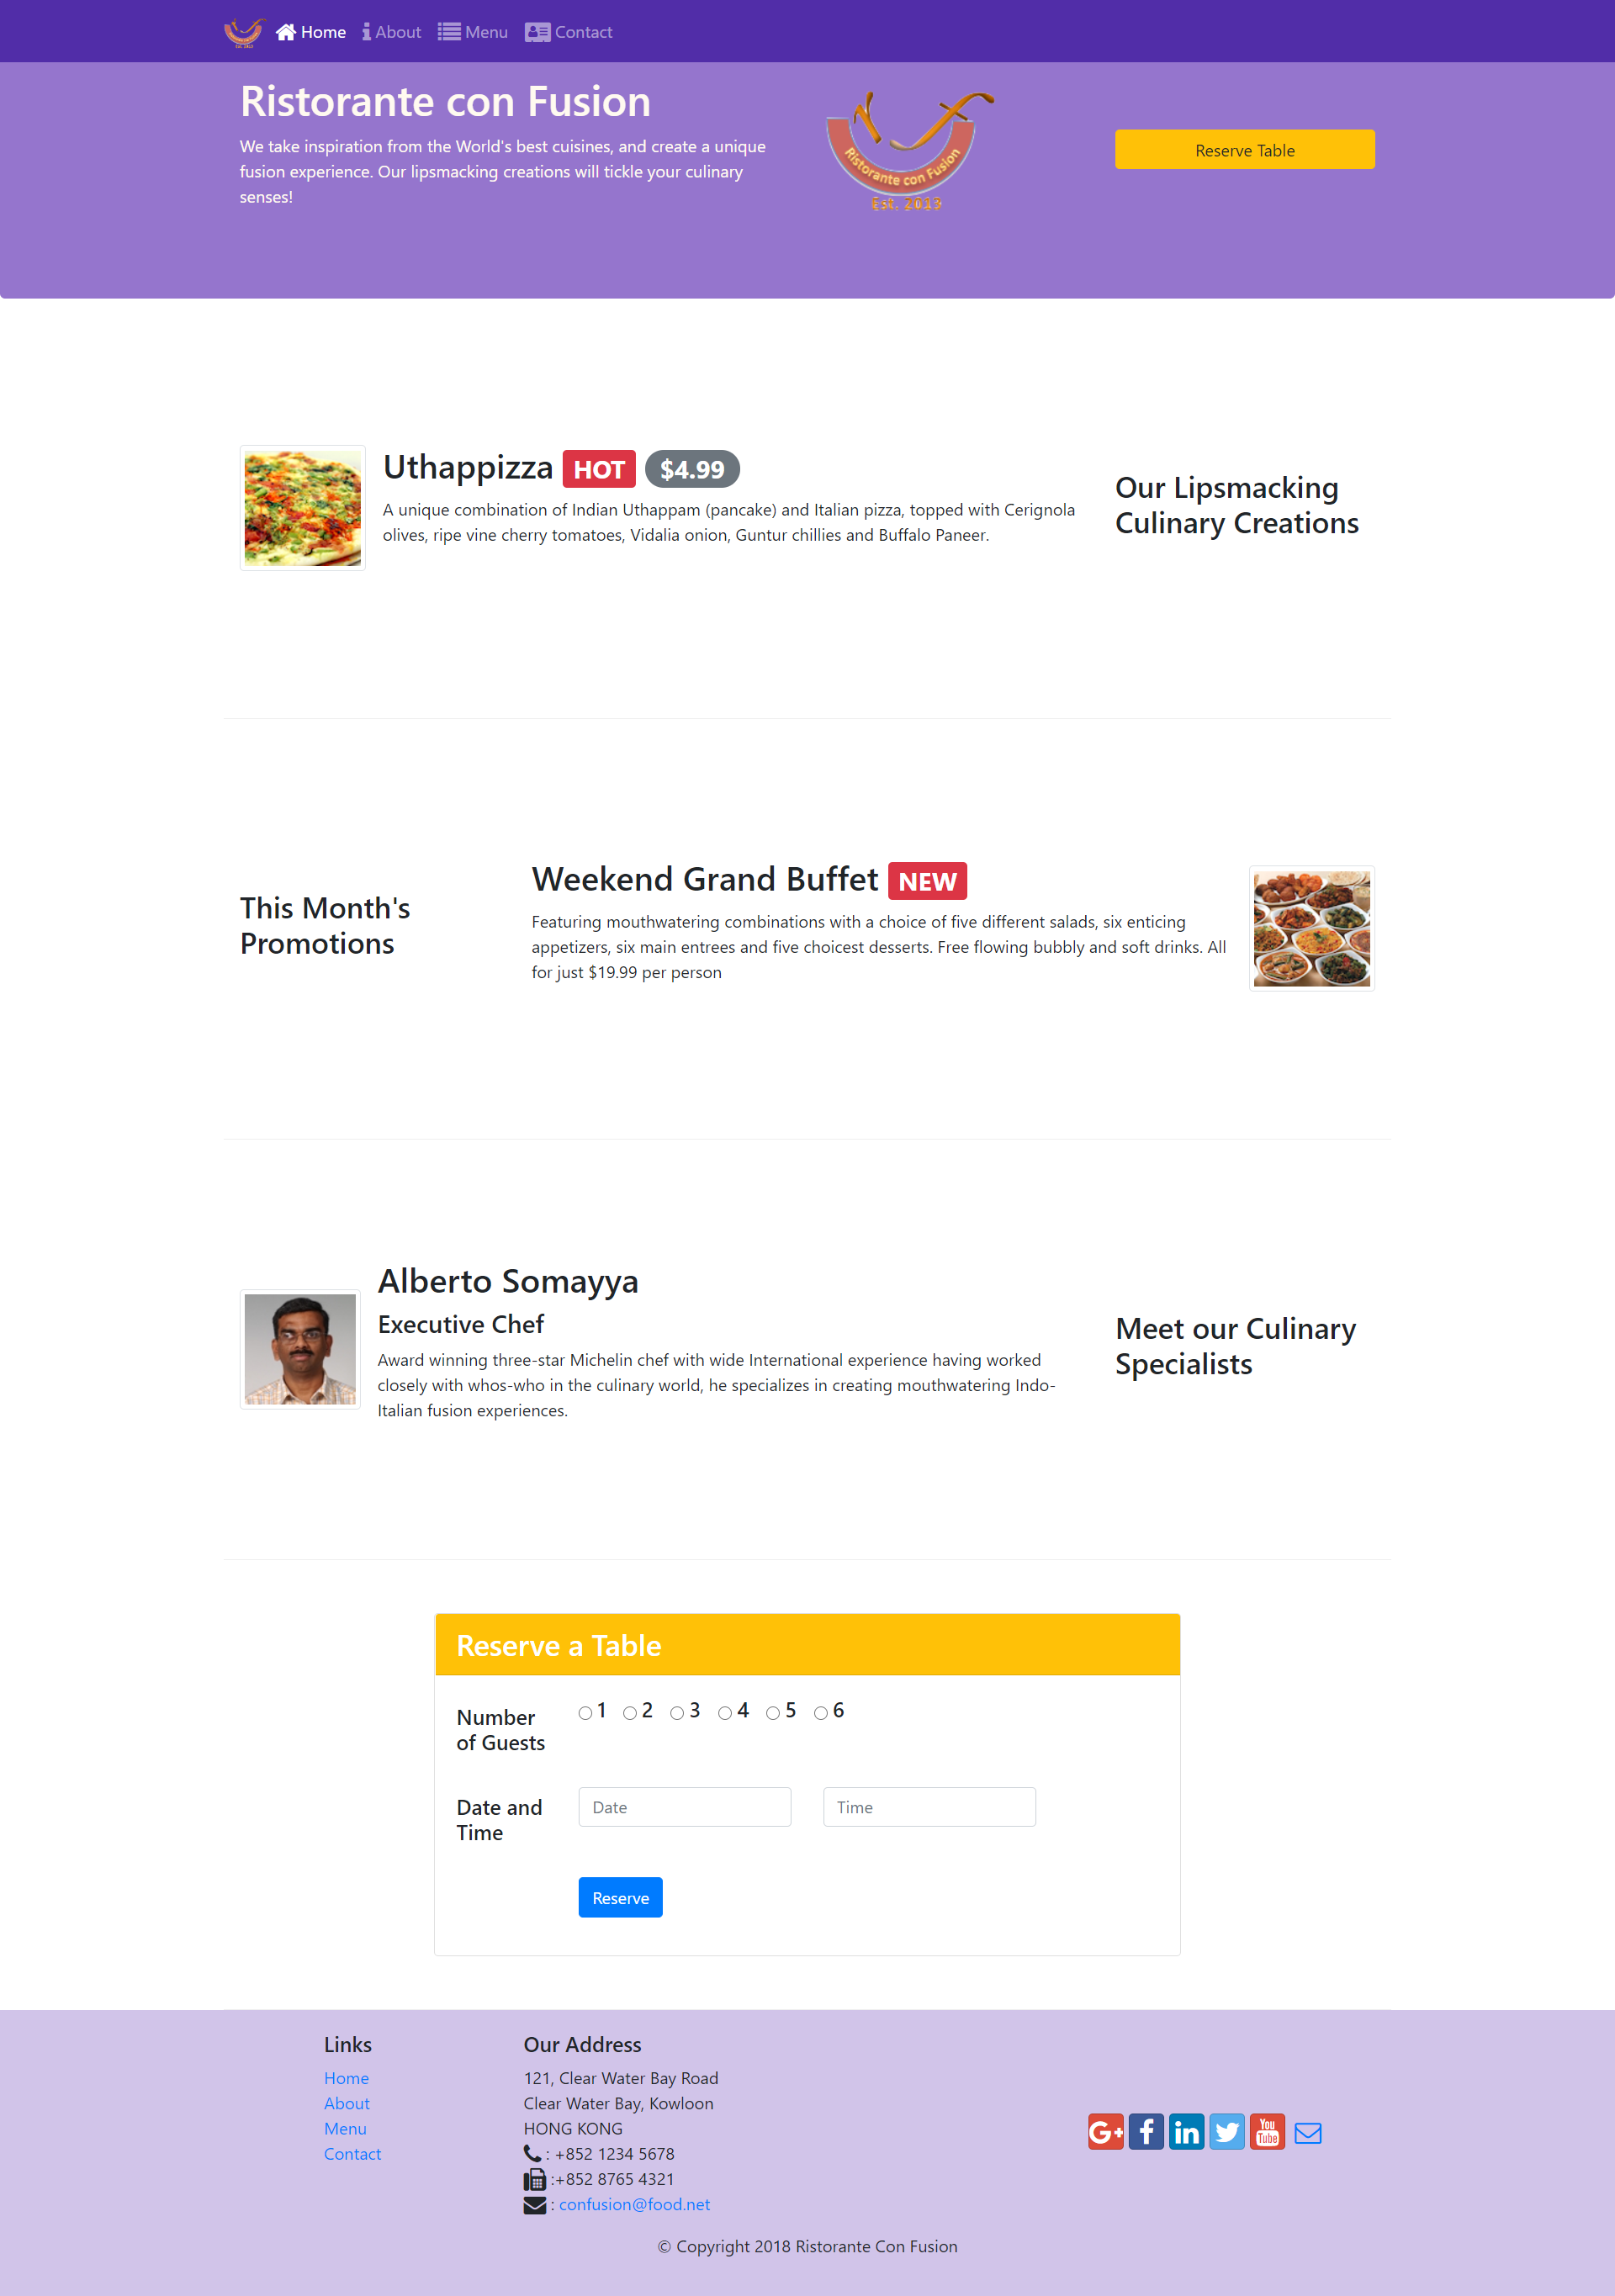 Home About Menu Contact
Ristorante con Fusion
We take inspiration from the World's best cuisines, and create a unique
fusion experience. Our lipsmacking creations will tickle your culinary
senses!
Ristorante con Fusion
Est. 2013
Reserve Table
Uthappizza HOT $4.99
A unique combination of Indian Uthappam (pancake) and Italian pizza, topped with Cerignola
olives, ripe vine cherry tomatoes, Vidalia onion, Guntur chillies and Buffalo Paneer.
Our Lipsmacking
Culinary Creations
This Month's
Promotions
Weekend Grand Buffet NEW
Featuring mouthwatering combinations with a choice of five different salads, six enticing
appetizers, six main entrees and five choicest desserts. Free flowing bubbly and soft drinks. All
for just $19.99 per person
Alberto Somayya
Executive Chef
Award winning three-star Michelin chef with wide International experience having worked
closely with whos-who in the culinary world, he specializes in creating mouthwatering Indo-
Italian fusion experiences.
Meet our Culinary
Specialists
Reserve a Table
Number
of Guests
1 2 3 4 5 6
Date and
Time
Date
Time
Reserve
Links
Home
About
Menu
Contact
Our Address
121, Clear Water Bay Road
Clear Water Bay, Kowloon
HONG KONG
: +852 1234 5678
:+852 8765 4321
: confusion@food.net
G+ f in You Tube
© Copyright 2018 Ristorante Con Fusion